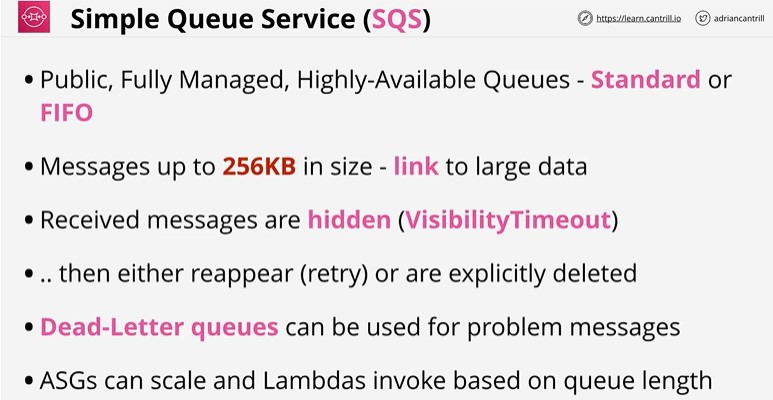 Simple Queue Service (SQS)
https://learn.cantrill.io
adriancantrill
• Public, Fully Managed, Highly-Available Queues - Standard or
FIFO
• Messages up to 256KB in size - link to large data
• Received messages are hidden (VisibilityTimeout)
• .. then either reappear (retry) or are explicitly deleted
• Dead-Letter queues can be used for problem messages
• ASGs can scale and Lambdas invoke based on queue length